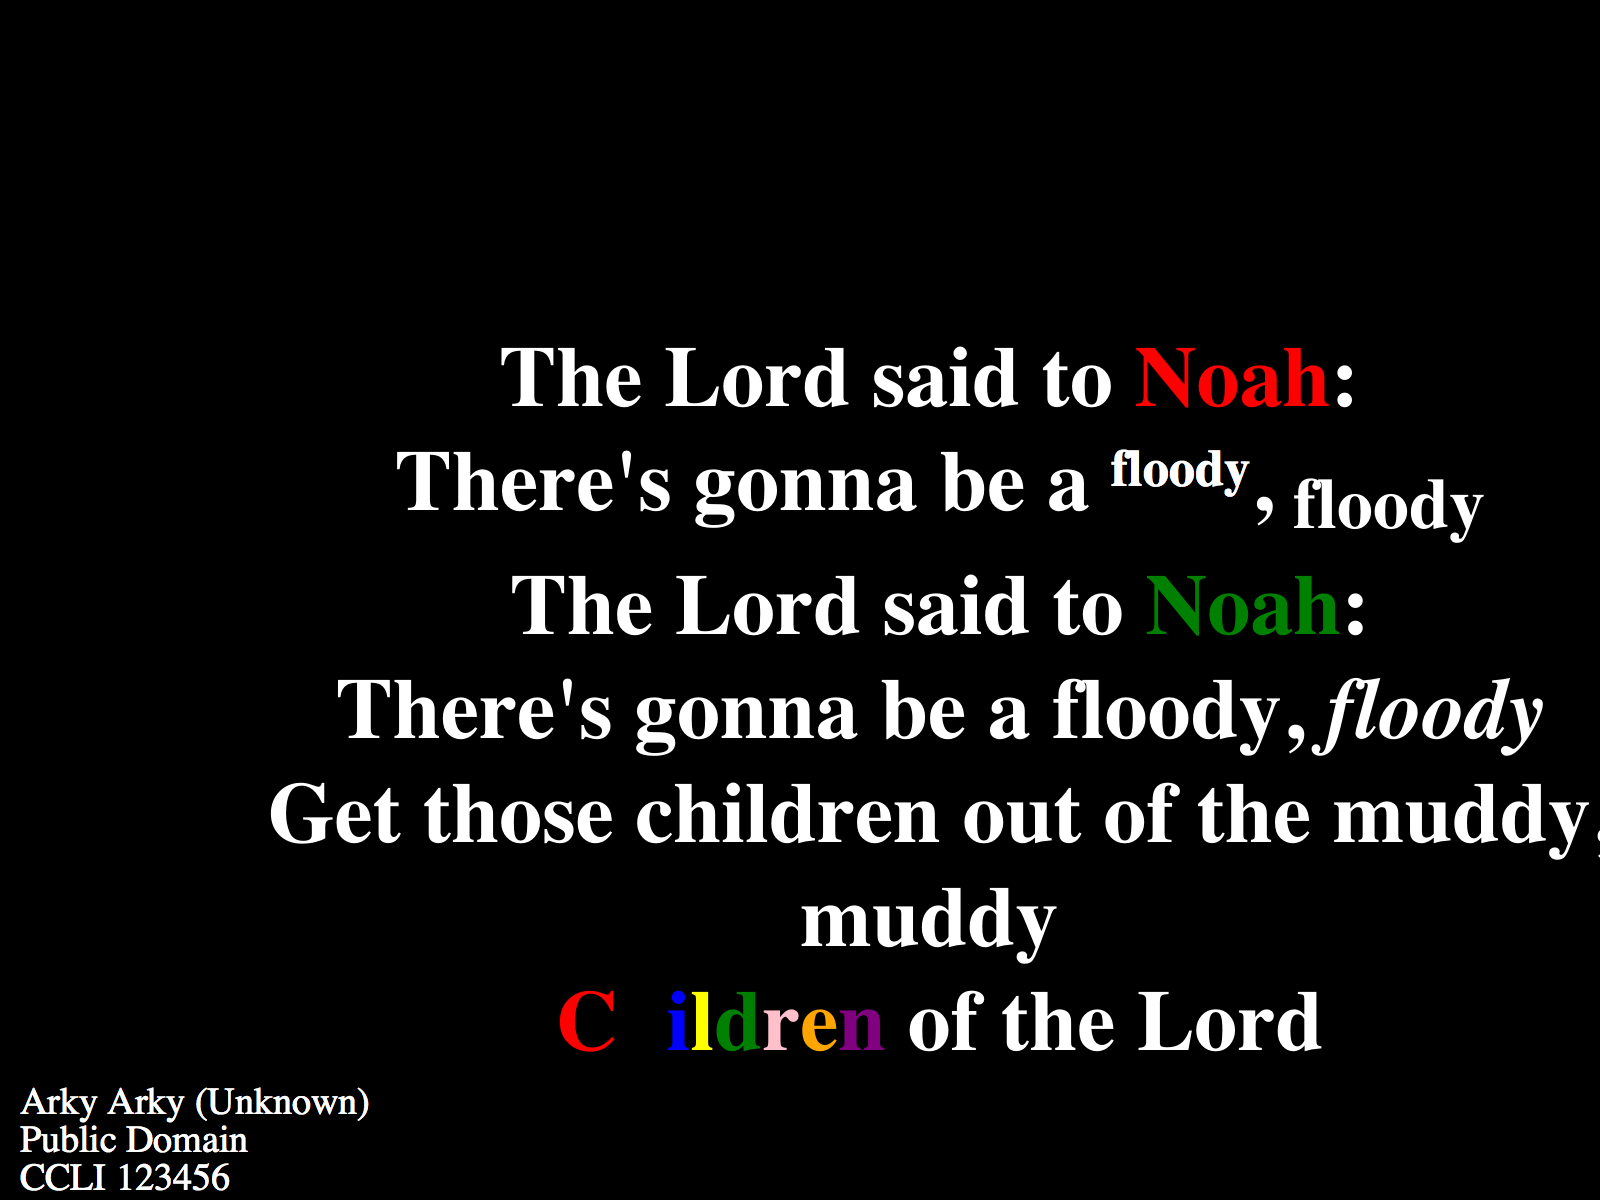 The Lord said to Noah:
There's gonna be a floody, floody
The Lord said to Noah:
There's gonna be a floody, floody
Get those children out of the muddy,
muddy
C ildren of the Lord
Arky Arky (Unknown)
Public Domain
CCLI 123456